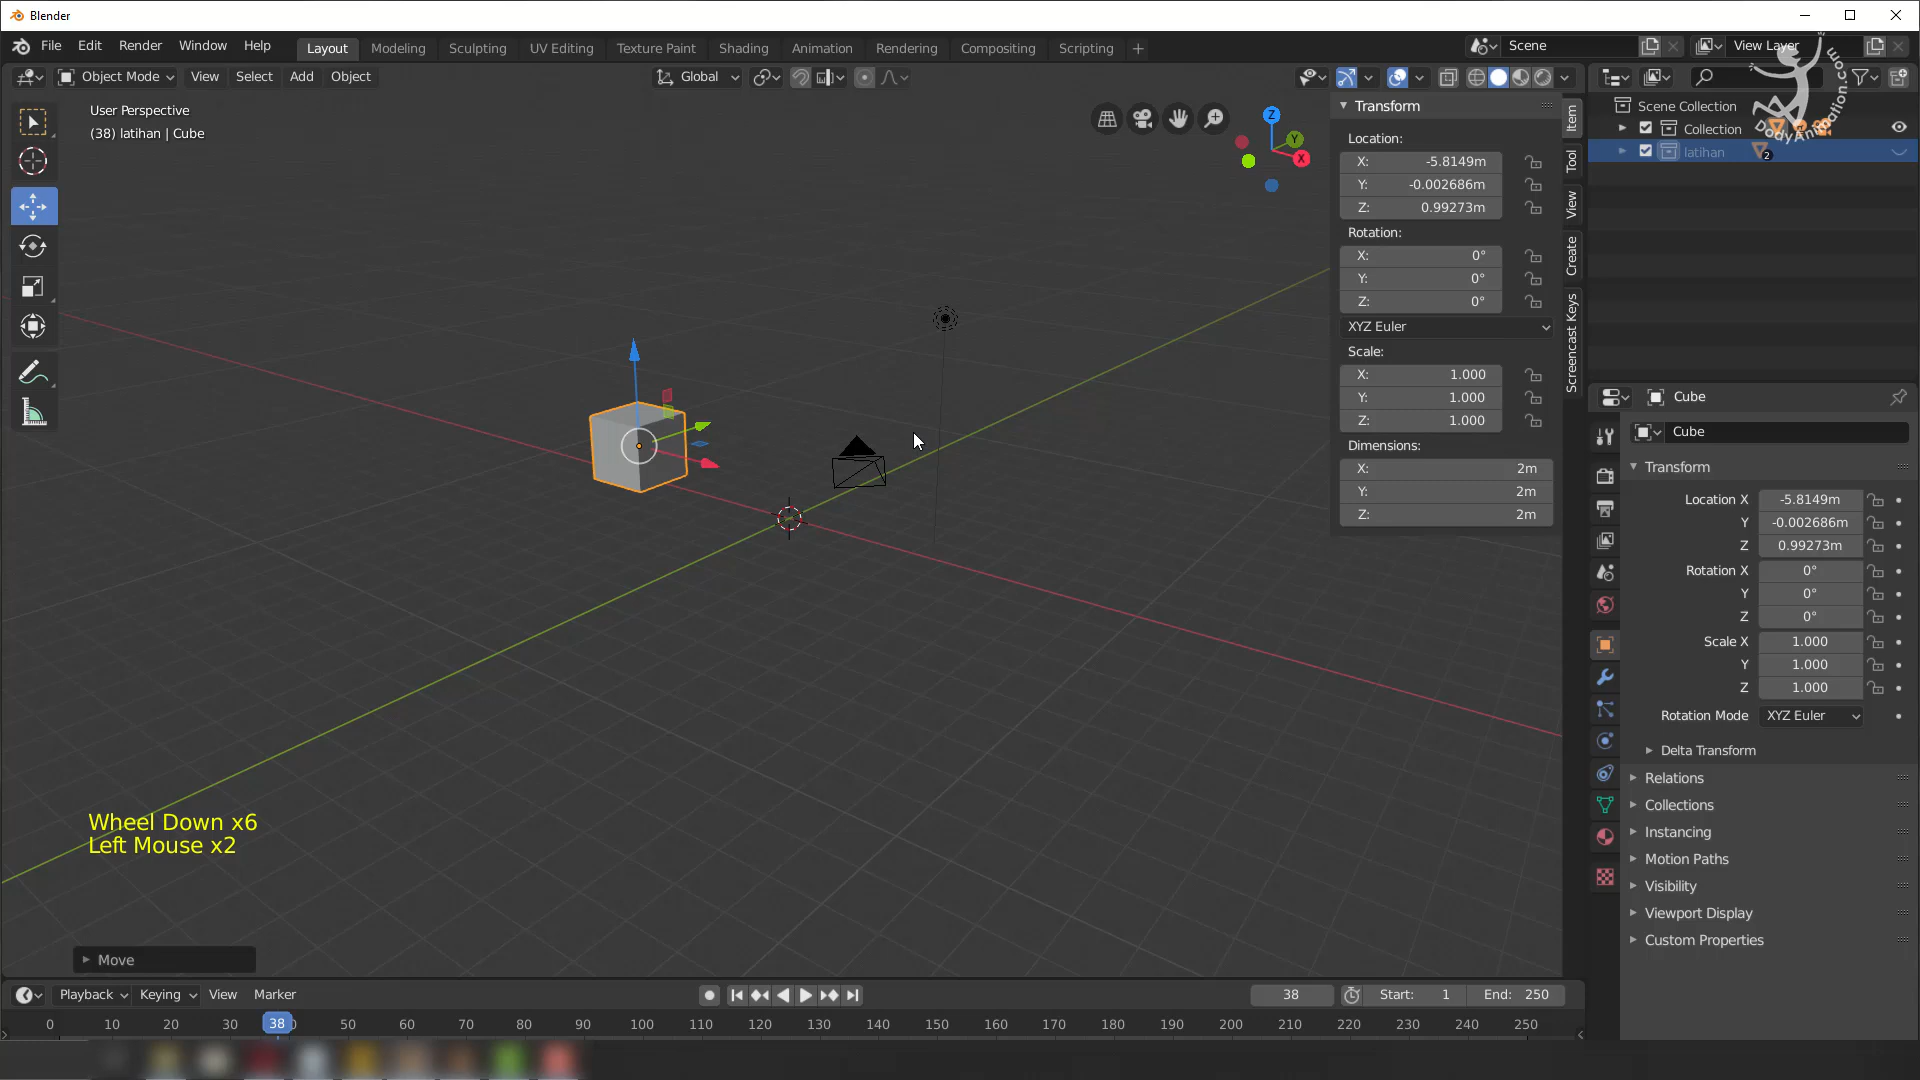 Blender
File Edit Render Window Help Layout Modeling Sculpting UV Editing Texture Paint Shading Animation Rendering Compositing Scripting + Scene View Layer
Object Mode View Select Add Object Global
User Perspective
(38) latihan | Cube
Z Y X
Transform
Location:
X: -5.8149m
Y: -0.002686m
Z: 0.99273m
Rotation:
X: 0°
Y: 0°
Z: 0°
XYZ Euler
Scale:
X: 1.000
Y: 1.000
Z: 1.000
Dimensions:
X: 2m
Y: 2m
Z: 2m
Item
Tool
View
Create
Screencast Keys
Scene Collection
Collection
latihan 2
DodyAnimation.com
Cube
Cube
Transform
Location X -5.8149m
Y -0.002686m
Z 0.99273m
Rotation X 0°
Y 0°
Z 0°
Scale X 1.000
Y 1.000
Z 1.000
Rotation Mode XYZ Euler
Delta Transform
Relations
Collections
Instancing
Motion Paths
Visibility
Viewport Display
Custom Properties
Wheel Down x6
Left Mouse x2
Move
Playback Keying View Marker 38 Start: 1 End: 250
0 10 20 30 38 50 60 70 80 90 100 110 120 130 140 150 160 170 180 190 200 210 220 230 240 250